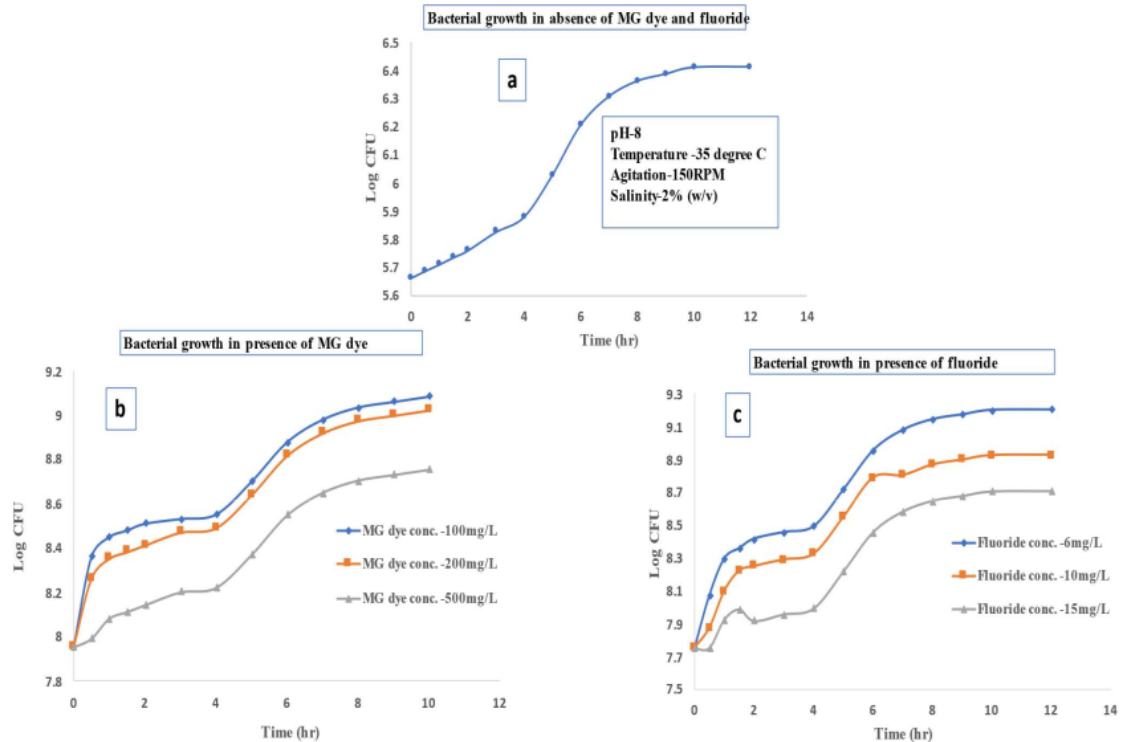 Bacterial growth in absence of MG dye and fluoride
6.5
6.4
6.3
6.2
6.1
6
5.9
5.8
5.7
5.6
Log CFU
a
pH-8
Temperature -35 degree C
Agitation-150RPM
Salinity-2% (w/v)
0 2 4 6 8 10 12 14
Time (hr)
Bacterial growth in presence of MG dye
9.2
9
8.8
8.6
8.4
8.2
8
7.8
Log CFU
b
MG dye conc. -100mg/L
MG dye conc. -200mg/L
MG dye conc. -500mg/L
0 2 4 6 8 10 12
Time (hr)
Bacterial growth in presence of fluoride
9.3
9.1
8.9
8.7
8.5
8.3
8.1
7.9
7.7
7.5
Log CFU
c
Fluoride conc. -6mg/L
Fluoride conc. -10mg/L
Fluoride conc. -15mg/L
0 2 4 6 8 10 12 14
Time (hr)